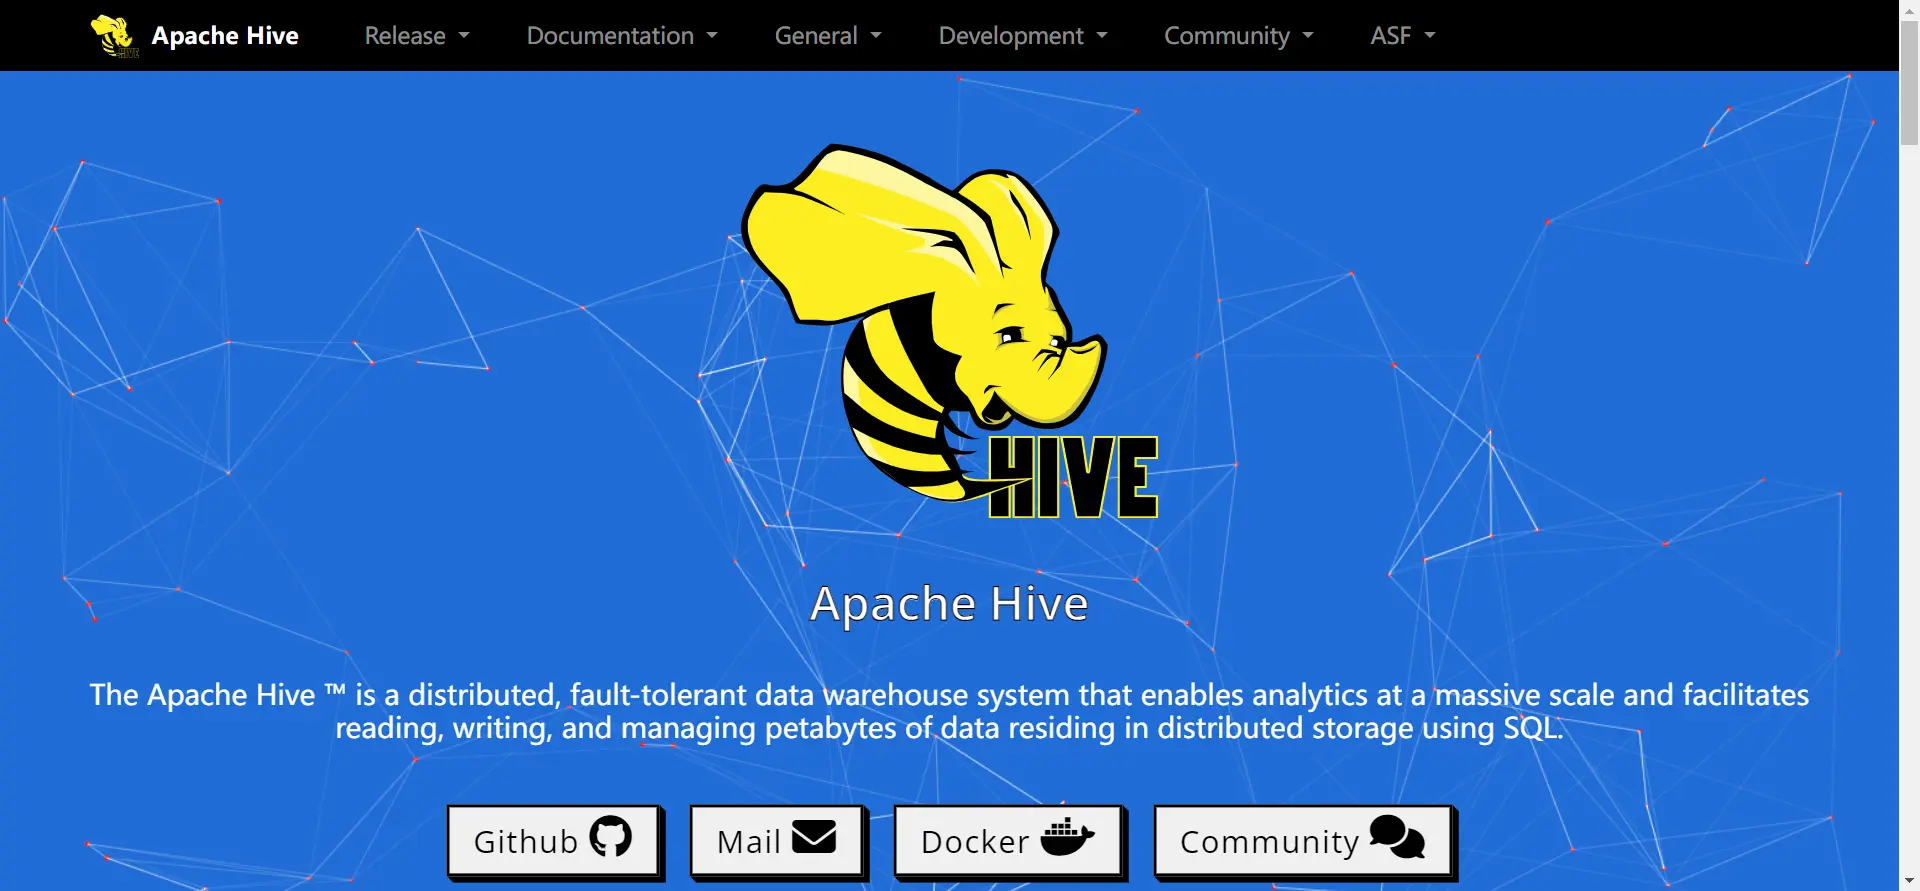 Apache Hive Release Documentation General Development Community ASF
HIVE
Apache Hive
The Apache Hive ™ is a distributed, fault-tolerant data warehouse system that enables analytics at a massive scale and facilitates
reading, writing, and managing petabytes of data residing in distributed storage using SQL.
Github Mail Docker Community